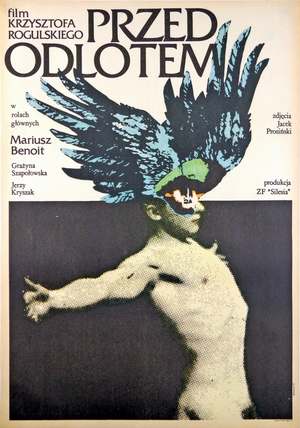 film
KRZYSZTOFA
ROGULSKIEGO
PRZED
ODLOTEM
w
rolach
głównych
Mariusz
Benoit
Grażyna
Szapołowska
Jerzy
Kryszak
zdjęcia
Jacek
Prosiński
produkcja
ZF "Silesia"